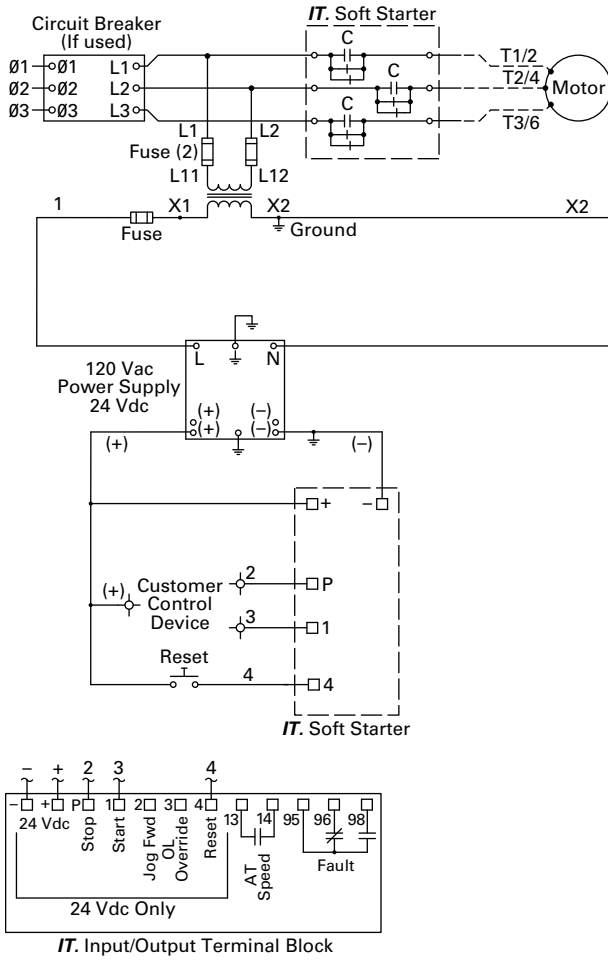 IT. Soft Starter
Circuit Breaker
(If used)
C
T1/2
Ø1 Ø1 L1
C
T2/4
Ø2 Ø2 L2
Motor
C
Ø3 Ø3 L3
T3/6
L1 L2
Fuse (2)
L11 L12
1 X1 X2 X2
Fuse Ground
L N
120 Vac
Power Supply
24 Vdc
(+) (–)
(+) (–)
(+) (–)
+ –
2
(+) Customer P
Control
3
Device 1
Reset
4 4
IT. Soft Starter
– + 2 3 4
– + P 1 2 3 4 13 14 95 96 98
24 Vdc
Stop
Start
Jog Fwd
OL
Override
Reset
AT
Speed
Fault
24 Vdc Only
IT. Input/Output Terminal Block